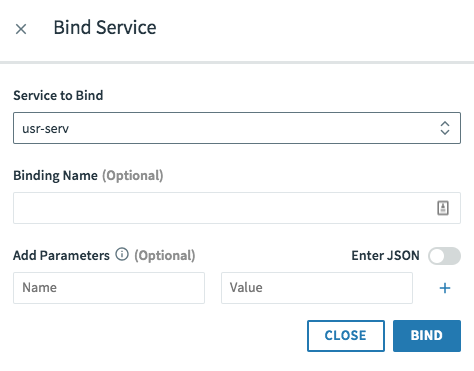 Bind Service
Service to Bind
usr-serv
Binding Name (Optional)
Add Parameters (Optional) Enter JSON
Name Value
CLOSE BIND